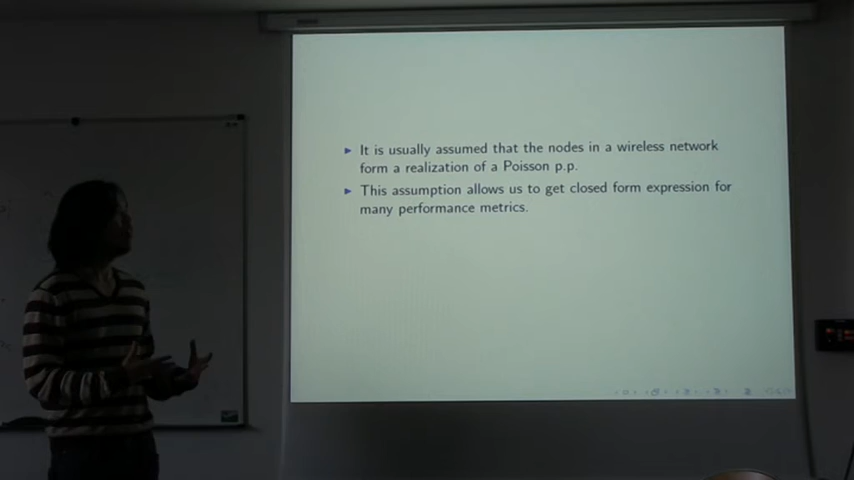 It is usually assumed that the nodes in a wireless network
form a realization of a Poisson p.p.
This assumption allows us to get closed form expression for
many performance metrics.